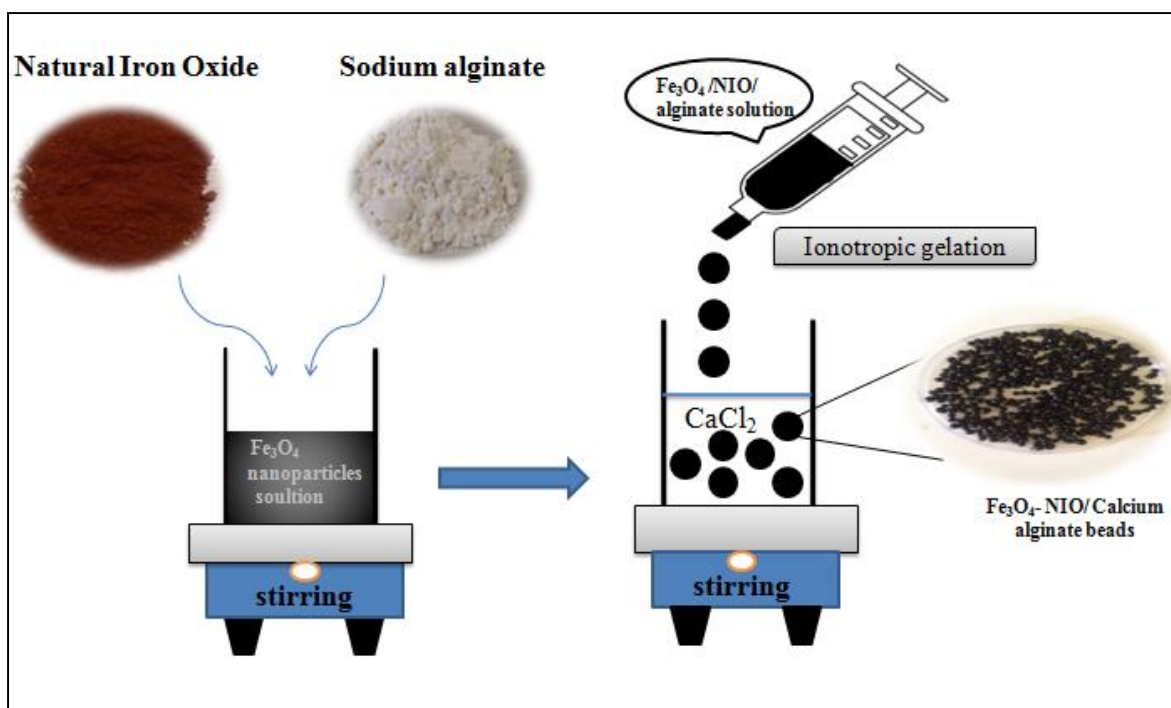 Natural Iron Oxide
Sodium alginate
Fe₃O₄ /NIO/
alginate solution
Ionotropic gelation
Fe₃O₄
nanoparticles
soultion
stirring
CaCl₂
stirring
Fe₃O₄- NIO/ Calcium
alginate beads